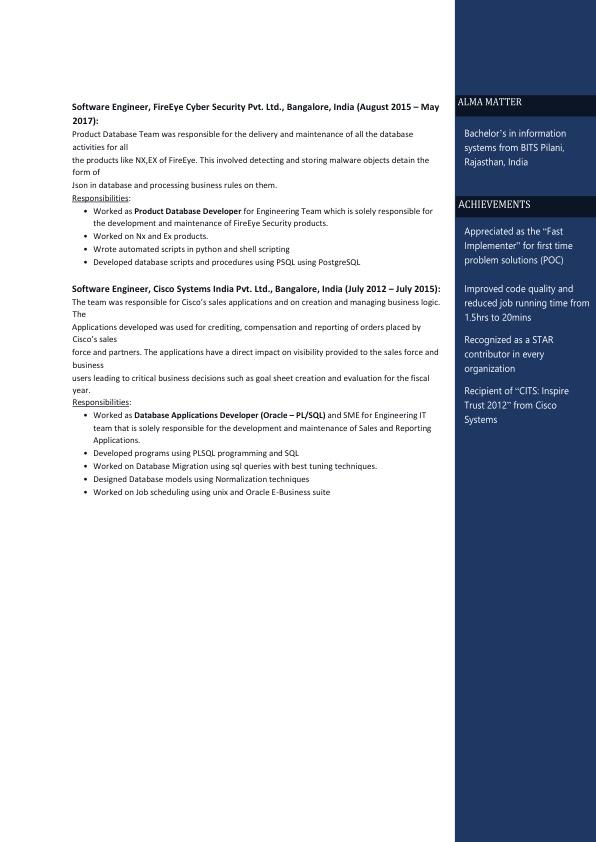 Software Engineer, FireEye Cyber Security Pvt. Ltd., Bangalore, India (August 2015 – May
2017):
Product Database Team was responsible for the delivery and maintenance of all the database
activities for all
the products like NX,EX of FireEye. This involved detecting and storing malware objects detain the
form of
Json in database and processing business rules on them.
Responsibilities:
• Worked as Product Database Developer for Engineering Team which is solely responsible for
the development and maintenance of FireEye Security products.
• Worked on Nx and Ex products.
• Wrote automated scripts in python and shell scripting
• Developed database scripts and procedures using PSQL using PostgreSQL
Software Engineer, Cisco Systems India Pvt. Ltd., Bangalore, India (July 2012 – July 2015):
The team was responsible for Cisco’s sales applications and on creation and managing business logic.
The
Applications developed was used for crediting, compensation and reporting of orders placed by
Cisco’s sales
force and partners. The applications have a direct impact on visibility provided to the sales force and
business
users leading to critical business decisions such as goal sheet creation and evaluation for the fiscal
year.
Responsibilities:
• Worked as Database Applications Developer (Oracle – PL/SQL) and SME for Engineering IT
team that is solely responsible for the development and maintenance of Sales and Reporting
Applications.
• Developed programs using PLSQL programming and SQL
• Worked on Database Migration using sql queries with best tuning techniques.
• Designed Database models using Normalization techniques
• Worked on Job scheduling using unix and Oracle E-Business suite
ALMA MATTER
Bachelor’s in information
systems from BITS Pilani,
Rajasthan, India
ACHIEVEMENTS
Appreciated as the “Fast
Implementer” for first time
problem solutions (POC)
Improved code quality and
reduced job running time from
1.5hrs to 20mins
Recognized as a STAR
contributor in every
organization
Recipient of “CITS: Inspire
Trust 2012” from Cisco
Systems